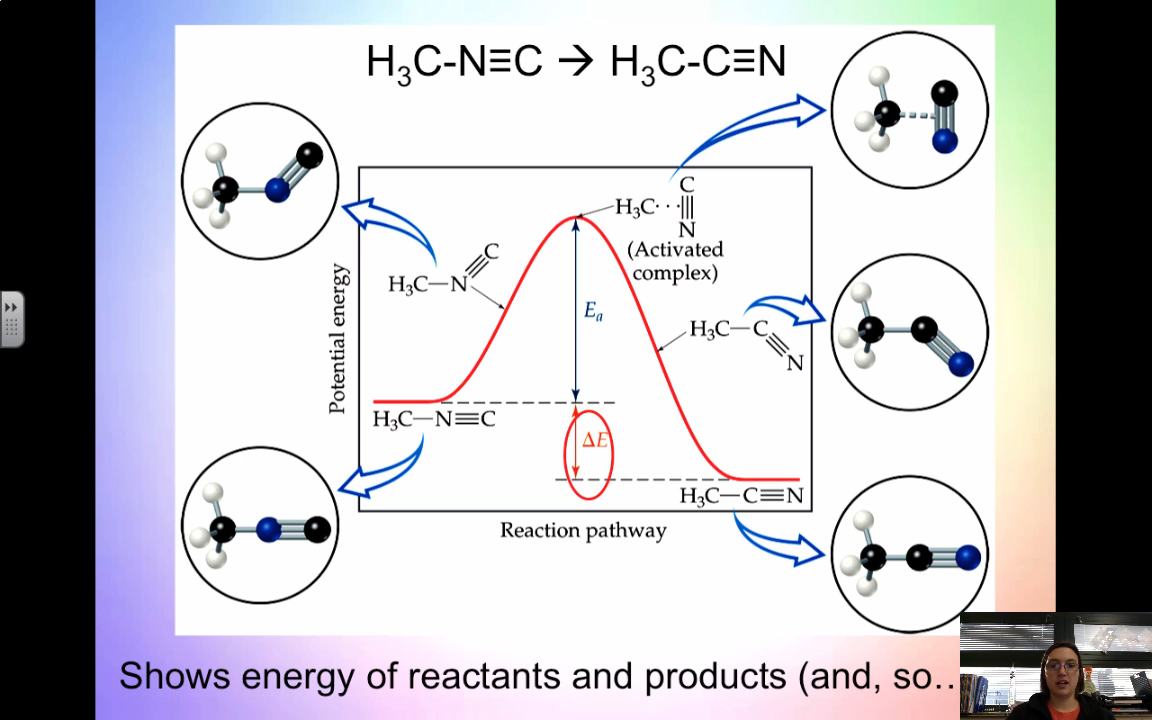 H₃C-N≡C → H₃C-C≡N
C
H₃C···|||
N
(Activated
complex)
C
H₃C—N
Eₐ
H₃C—C
N
Potential energy
H₃C—N≡C
ΔE
H₃C—C≡N
Reaction pathway
Shows energy of reactants and products (and, so..